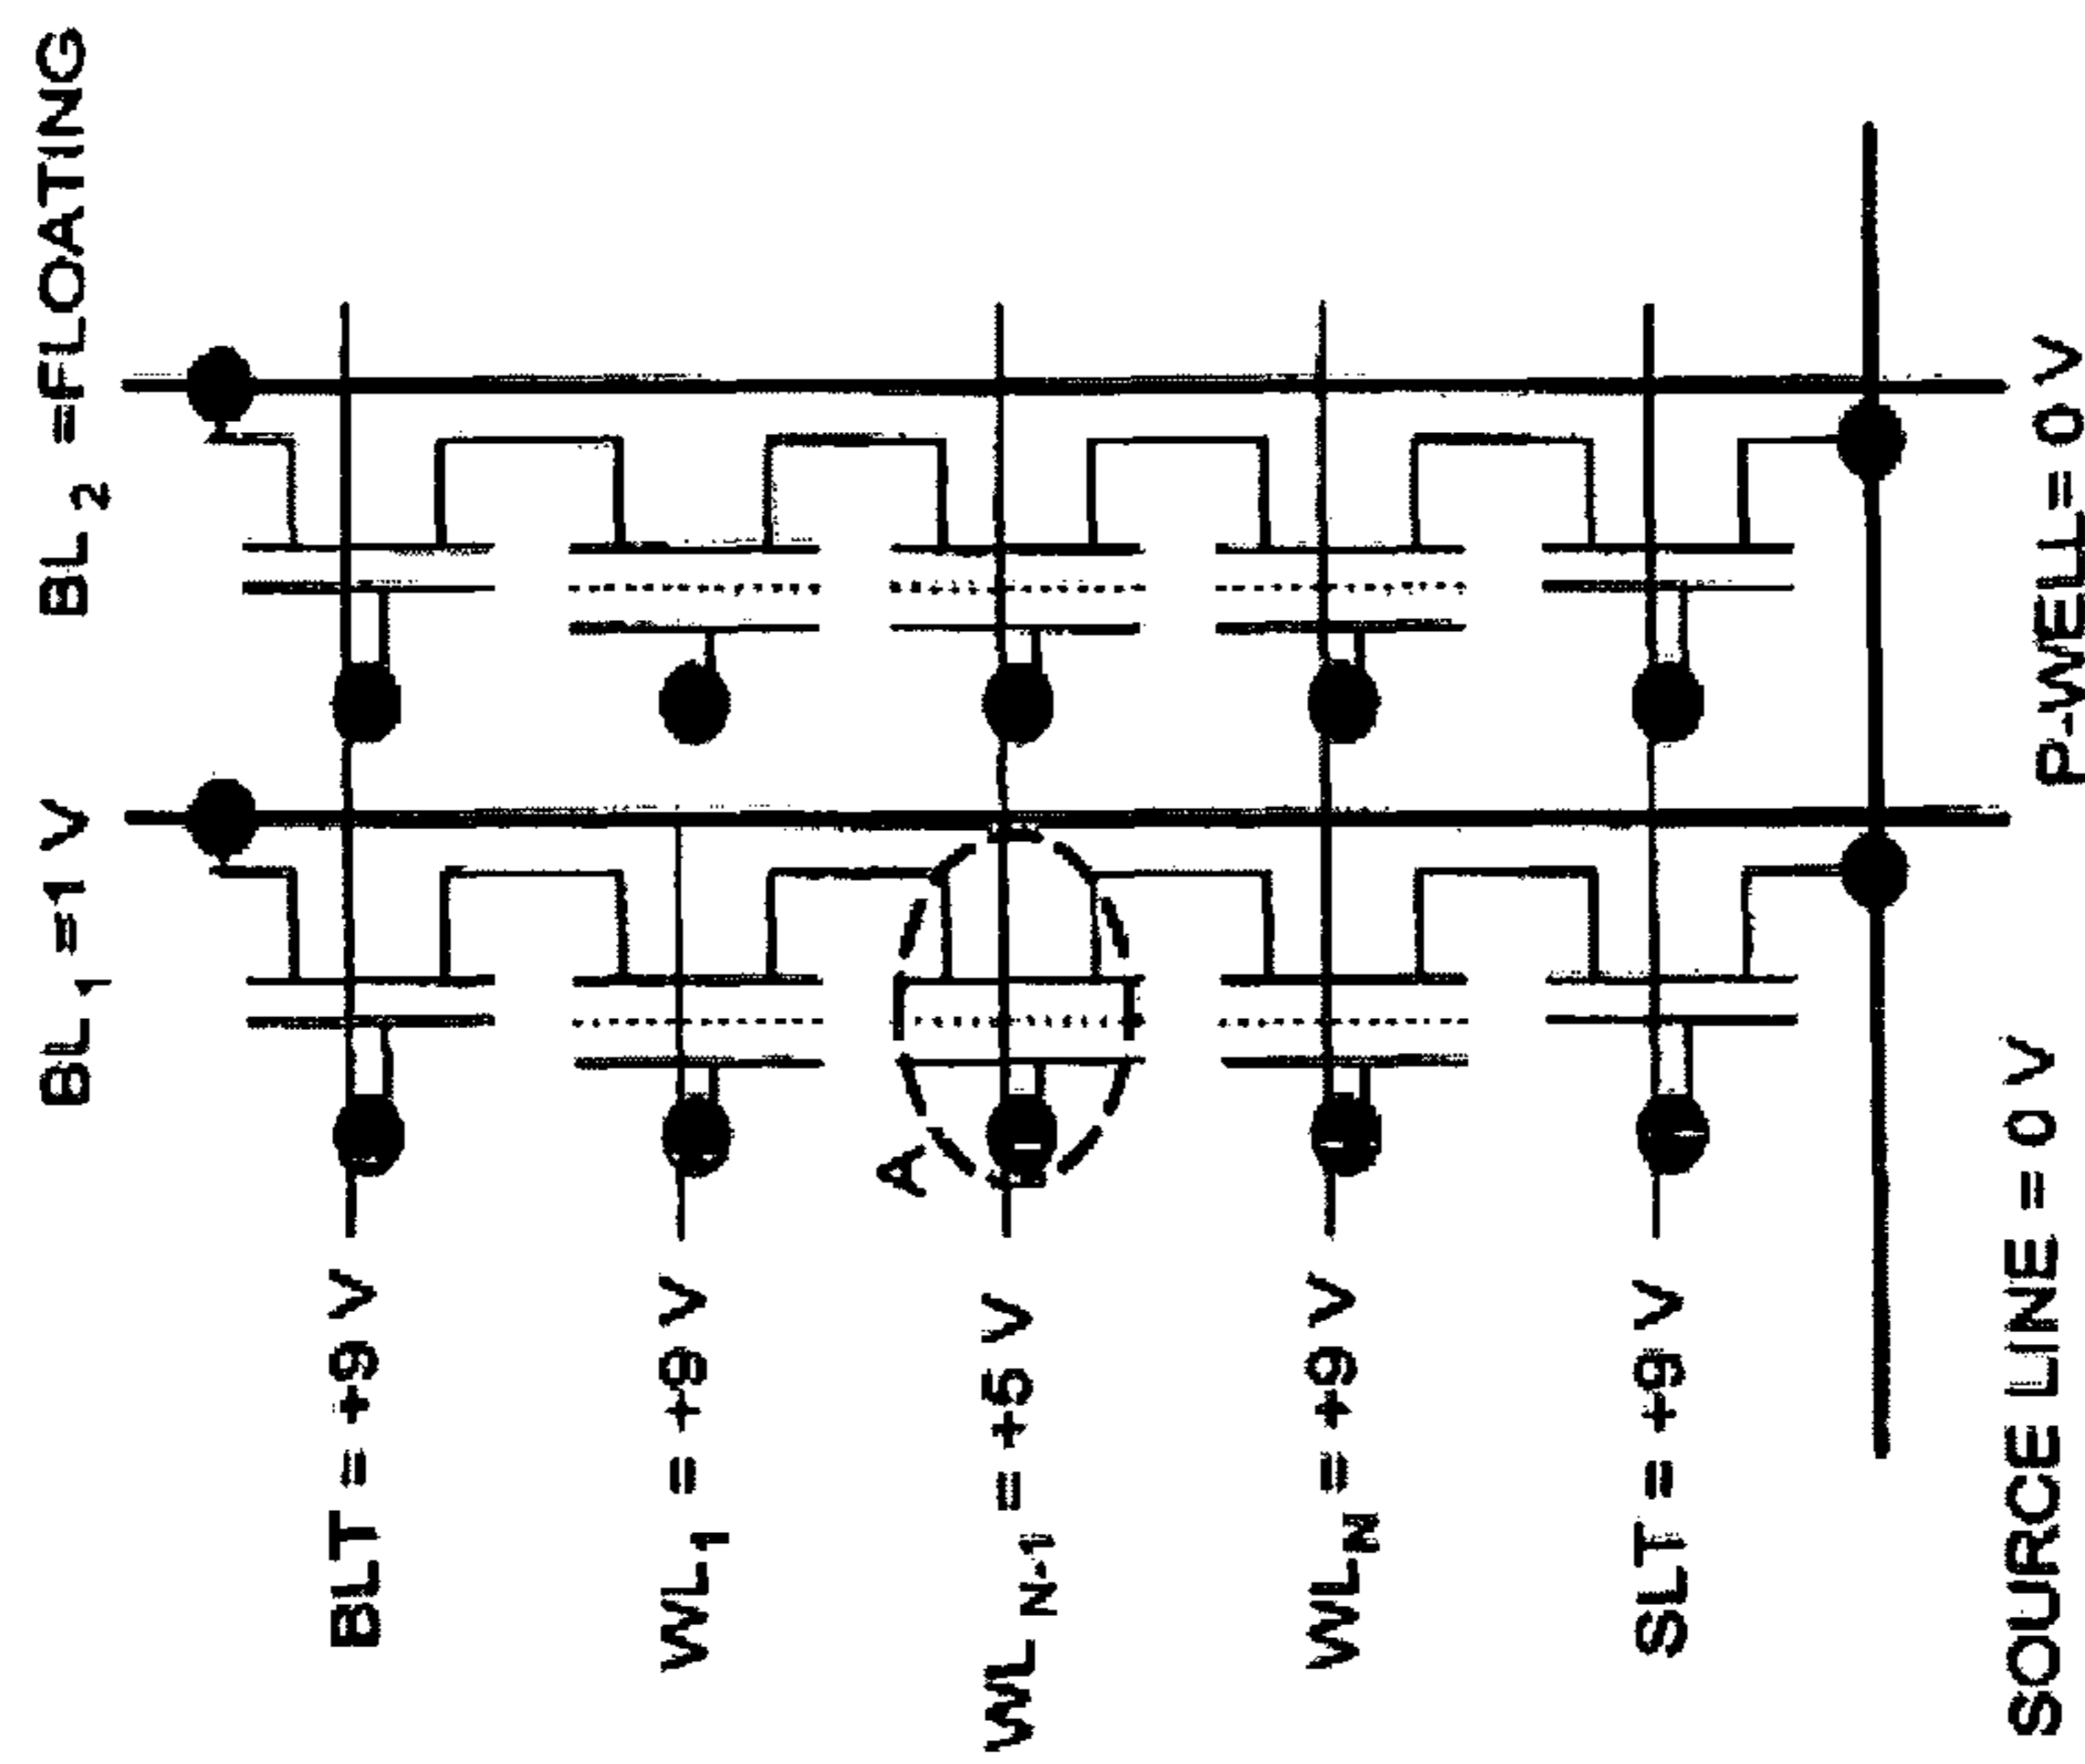 BL1 =1 V
BL2 =FLOATING
BLT = +9 V
WL1 = +9 V
A
WL N-1 = +5 V
WLN = +9 V
SLT = +9 V
SOURCE LINE = 0 V
P-WELL = 0 V